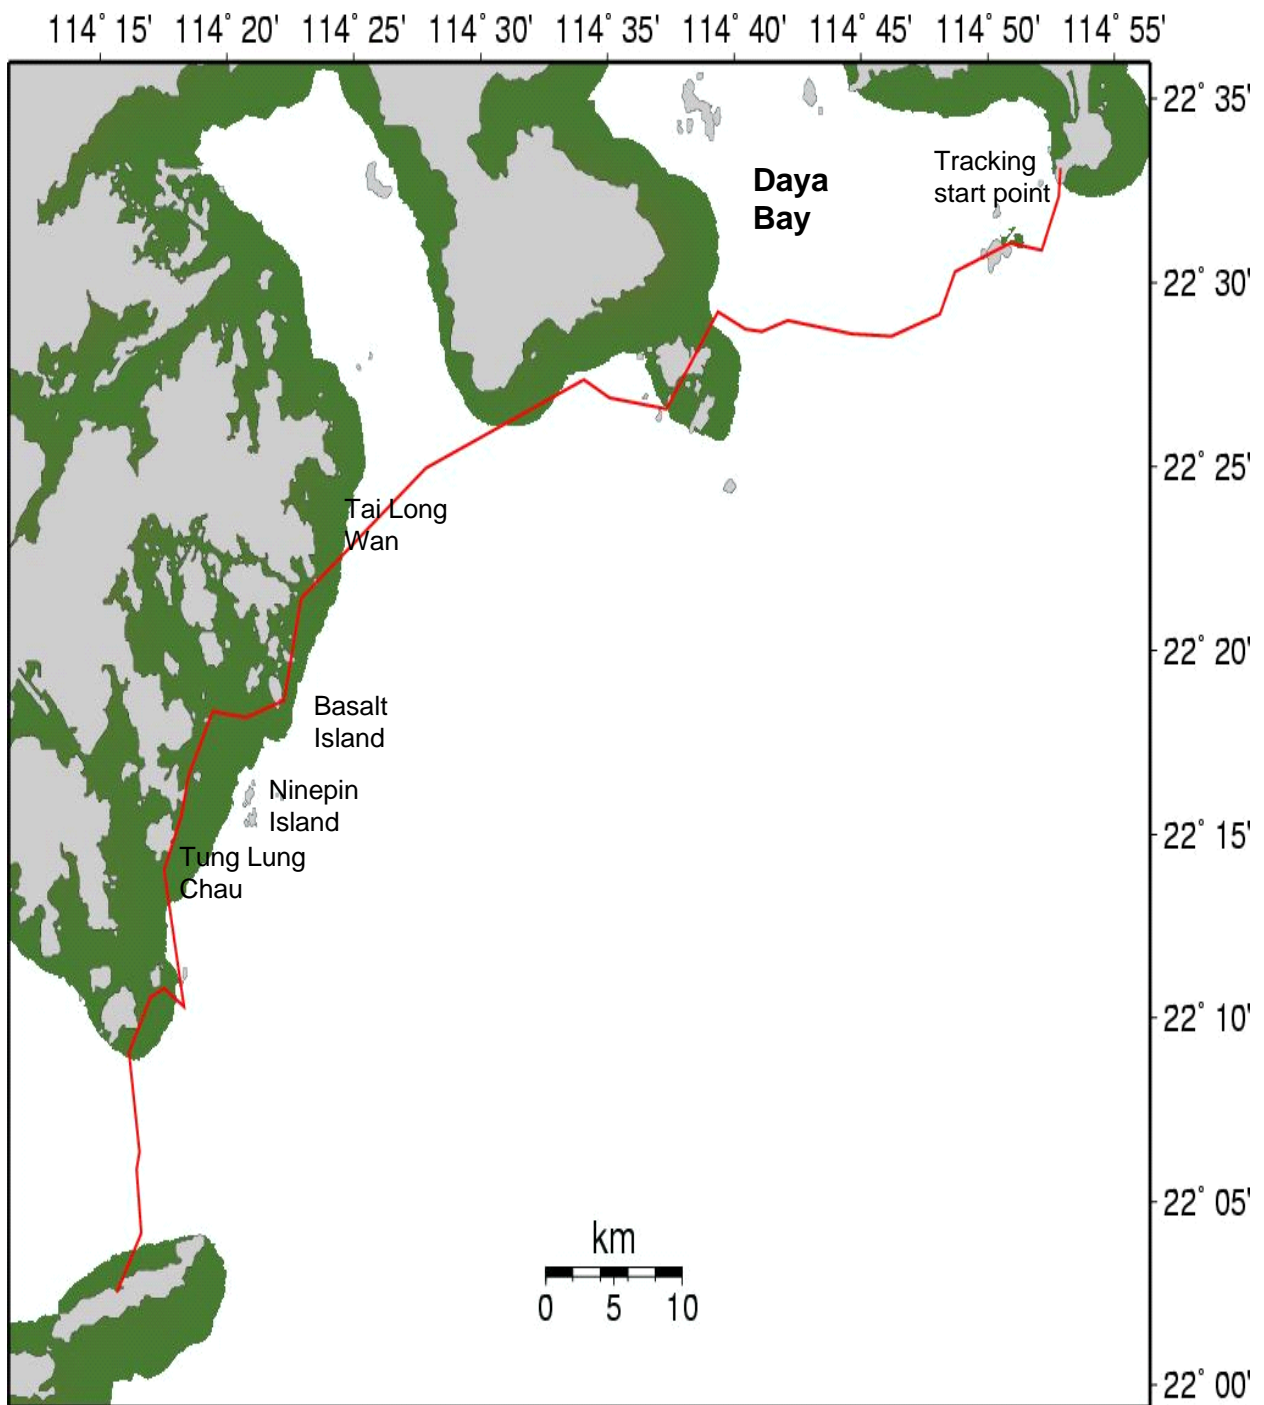 114° 15' 114° 20' 114° 25' 114° 30' 114° 35' 114° 40' 114° 45' 114° 50' 114° 55'
22° 35'
Tracking
start point
Daya
Bay
22° 30'
22° 25'
Tai Long
Wan
22° 20'
Basalt
Island
Ninepin
Island
22° 15'
Tung Lung
Chau
22° 10'
22° 05'
km
0 5 10
22° 00'